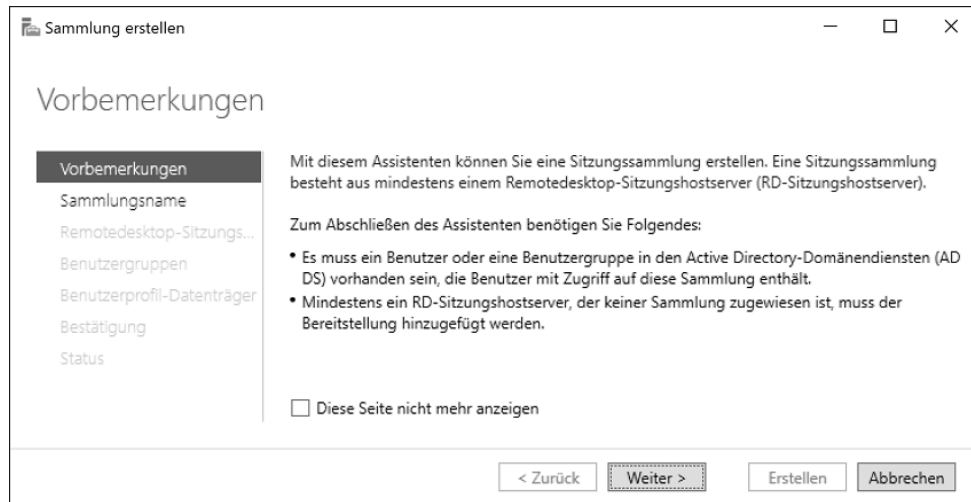 Sammlung erstellen
Vorbemerkungen
Vorbemerkungen
Sammlungsname
Remotedesktop-Sitzungs...
Benutzergruppen
Benutzerprofil-Datenträger
Bestätigung
Status
Mit diesem Assistenten können Sie eine Sitzungssammlung erstellen. Eine Sitzungssammlung
besteht aus mindestens einem Remotedesktop-Sitzungshostserver (RD-Sitzungshostserver).
Zum Abschließen des Assistenten benötigen Sie Folgendes:
• Es muss ein Benutzer oder eine Benutzergruppe in den Active Directory-Domänendiensten (AD
DS) vorhanden sein, die Benutzer mit Zugriff auf diese Sammlung enthält.
• Mindestens ein RD-Sitzungshostserver, der keiner Sammlung zugewiesen ist, muss der
Bereitstellung hinzugefügt werden.
Diese Seite nicht mehr anzeigen
< Zurück
Weiter >
Erstellen
Abbrechen